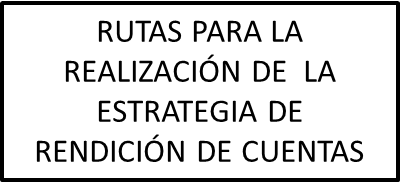 RUTAS PARA LA
REALIZACIÓN DE LA
ESTRATEGIA DE
RENDICIÓN DE CUENTAS